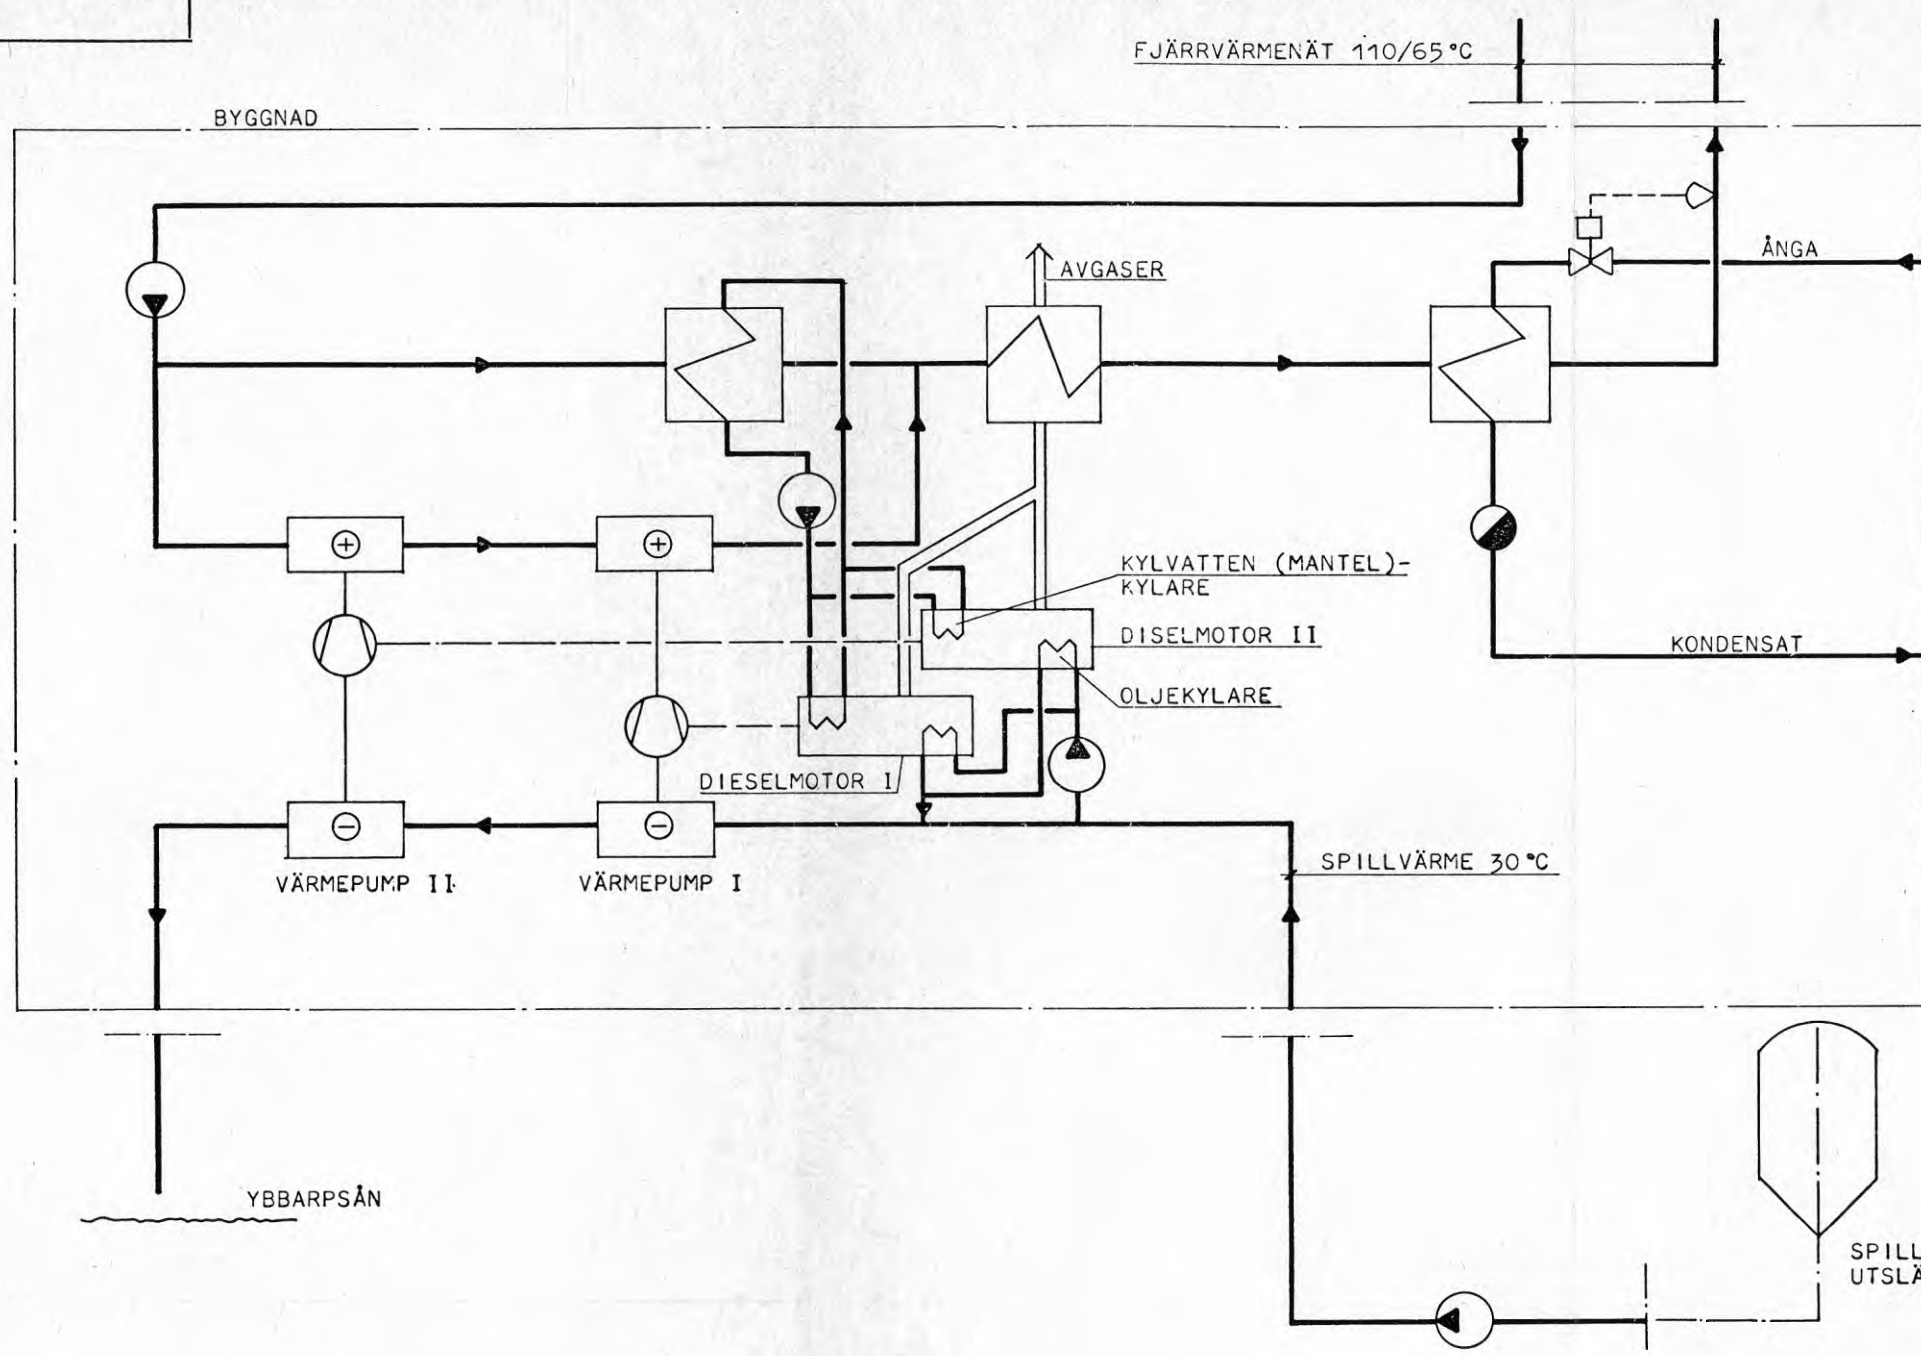 FJÄRRVÄRMENÄT 110/65°C
BYGGNAD
ÅNGA
AVGASER
KYLVATTEN (MANTEL)-
KYLARE
DISELMOTOR II
KONDENSAT
OLJEKYLARE
DIESELMOTOR I
SPILLVÄRME 30°C
VÄRMEPUMP II
VÄRMEPUMP I
YBBARPSÅN
SPILL
UTSLÄ